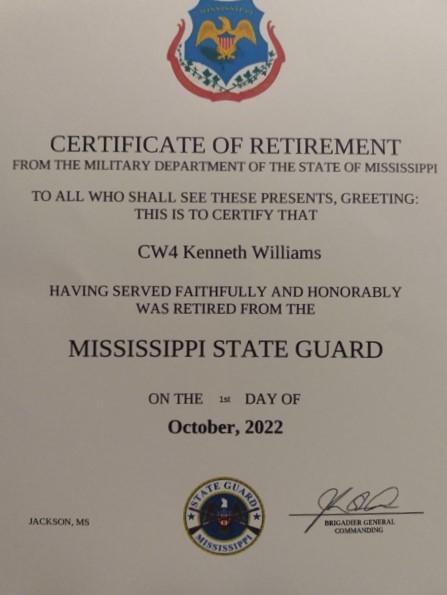 MISSISSIPPI
CERTIFICATE OF RETIREMENT
FROM THE MILITARY DEPARTMENT OF THE STATE OF MISSISSIPPI
TO ALL WHO SHALL SEE THESE PRESENTS, GREETING:
THIS IS TO CERTIFY THAT
CW4 Kenneth Williams
HAVING SERVED FAITHFULLY AND HONORABLY
WAS RETIRED FROM THE
MISSISSIPPI STATE GUARD
ON THE 1st DAY OF
October, 2022
STATE GUARD
MISSISSIPPI
JACKSON, MS
BRIGADIER GENERAL
COMMANDING